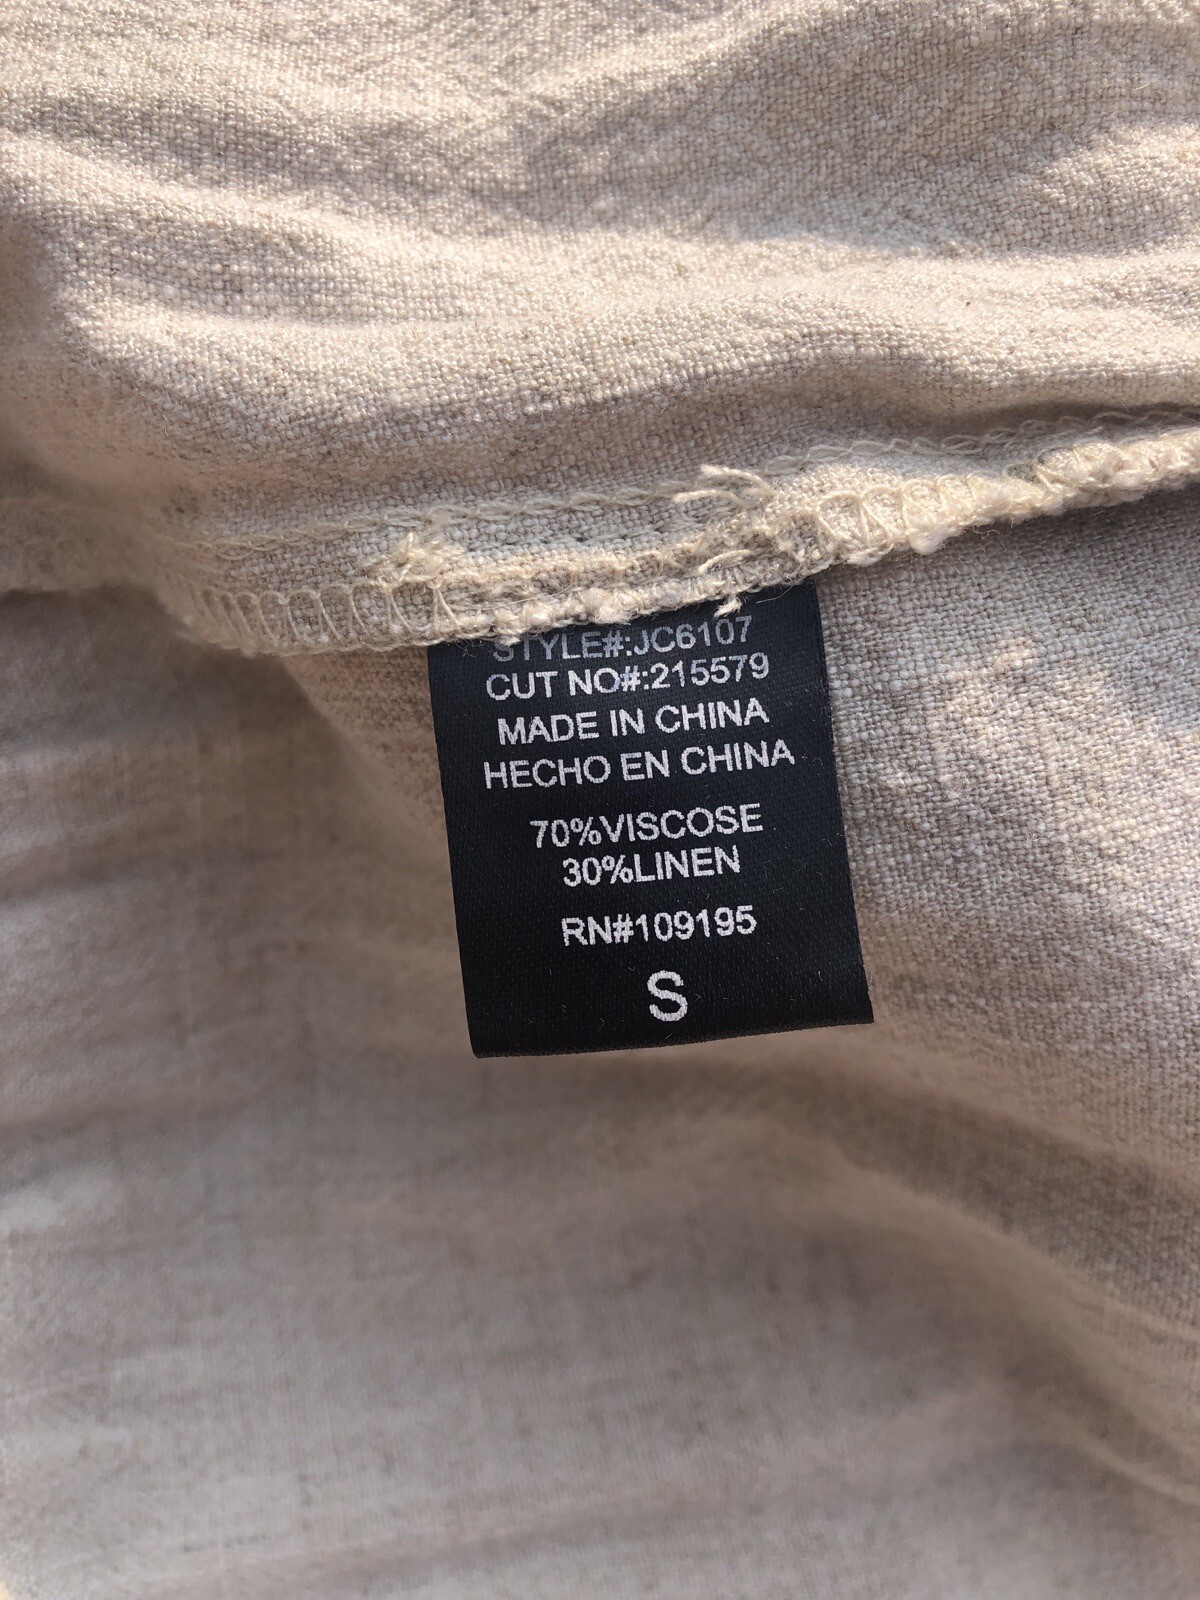 STYLE#:JC6107
CUT NO#:215579
MADE IN CHINA
HECHO EN CHINA
70%VISCOSE
30%LINEN
RN#109195
S